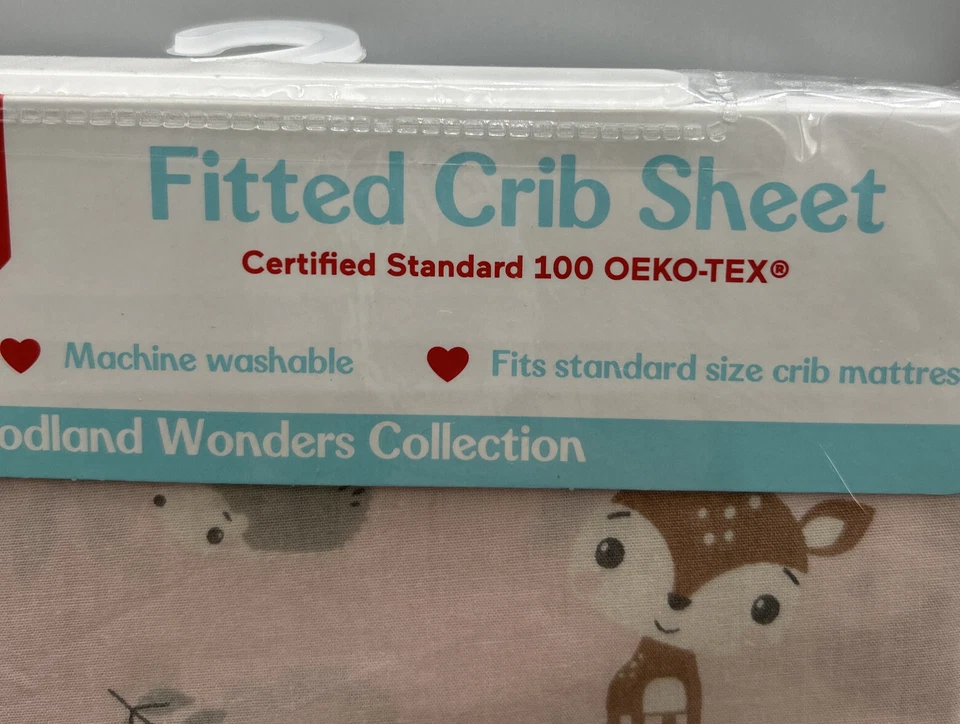 Fitted Crib Sheet
Certified Standard 100 OEKO-TEX®
Machine washable
Fits standard size crib mattres
odland Wonders Collection